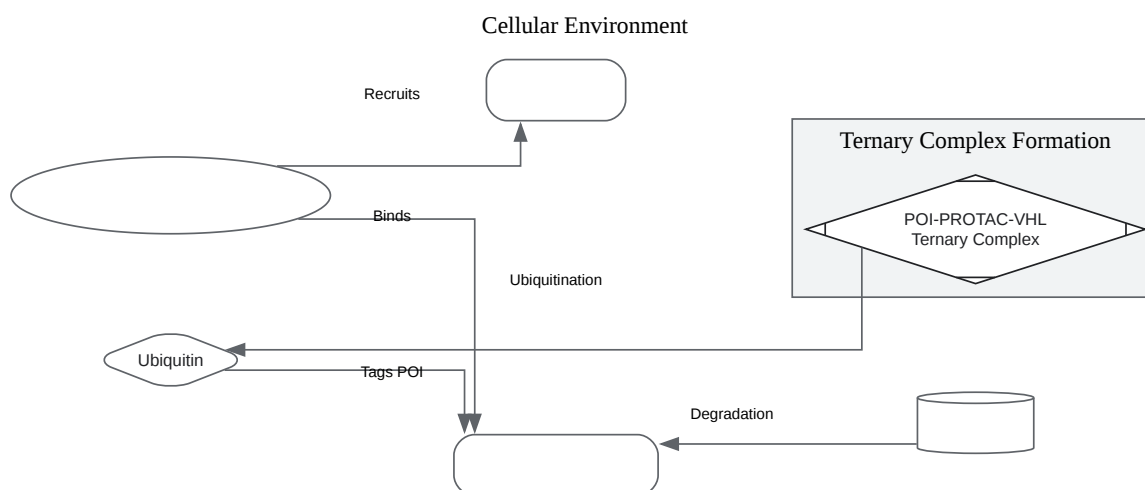 Cellular Environment
Recruits
Ternary Complex Formation
POI-PROTAC-VHL
Ternary Complex
Binds
Ubiquitination
Ubiquitin
Tags POI
Degradation